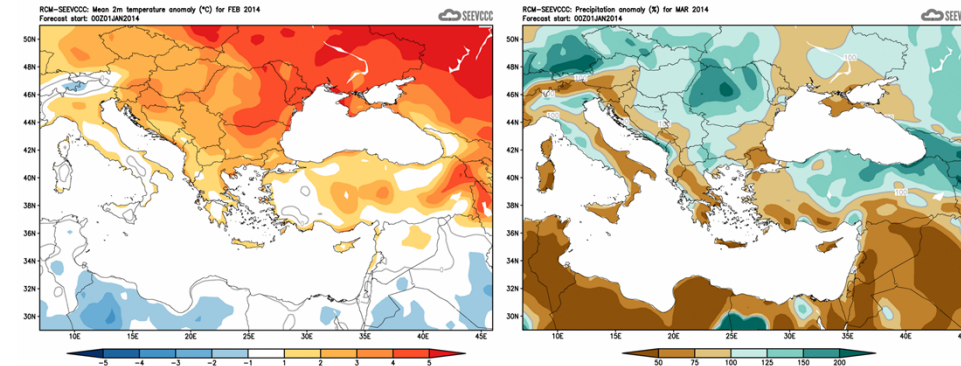 RCM-SEEVCCC: Mean 2m temperature anomaly (°C) for FEB 2014
Forecast start: 00Z01JAN2014
SEEVCCC
50N
48N
46N
44N
42N
40N
38N
36N
34N
32N
30N
10E
15E
20E
25E
30E
35E
40E
45E
-5
-4
-3
-2
-1
1
2
3
4
5
RCM-SEEVCCC: Precipitation anomaly (%) for MAR 2014
Forecast start: 00Z01JAN2014
SEEVC
50N
48N
46N
44N
42N
40N
38N
36N
34N
32N
30N
100
100
10E
15E
20E
25E
30E
35E
40E
45
50
75
100
125
150
200